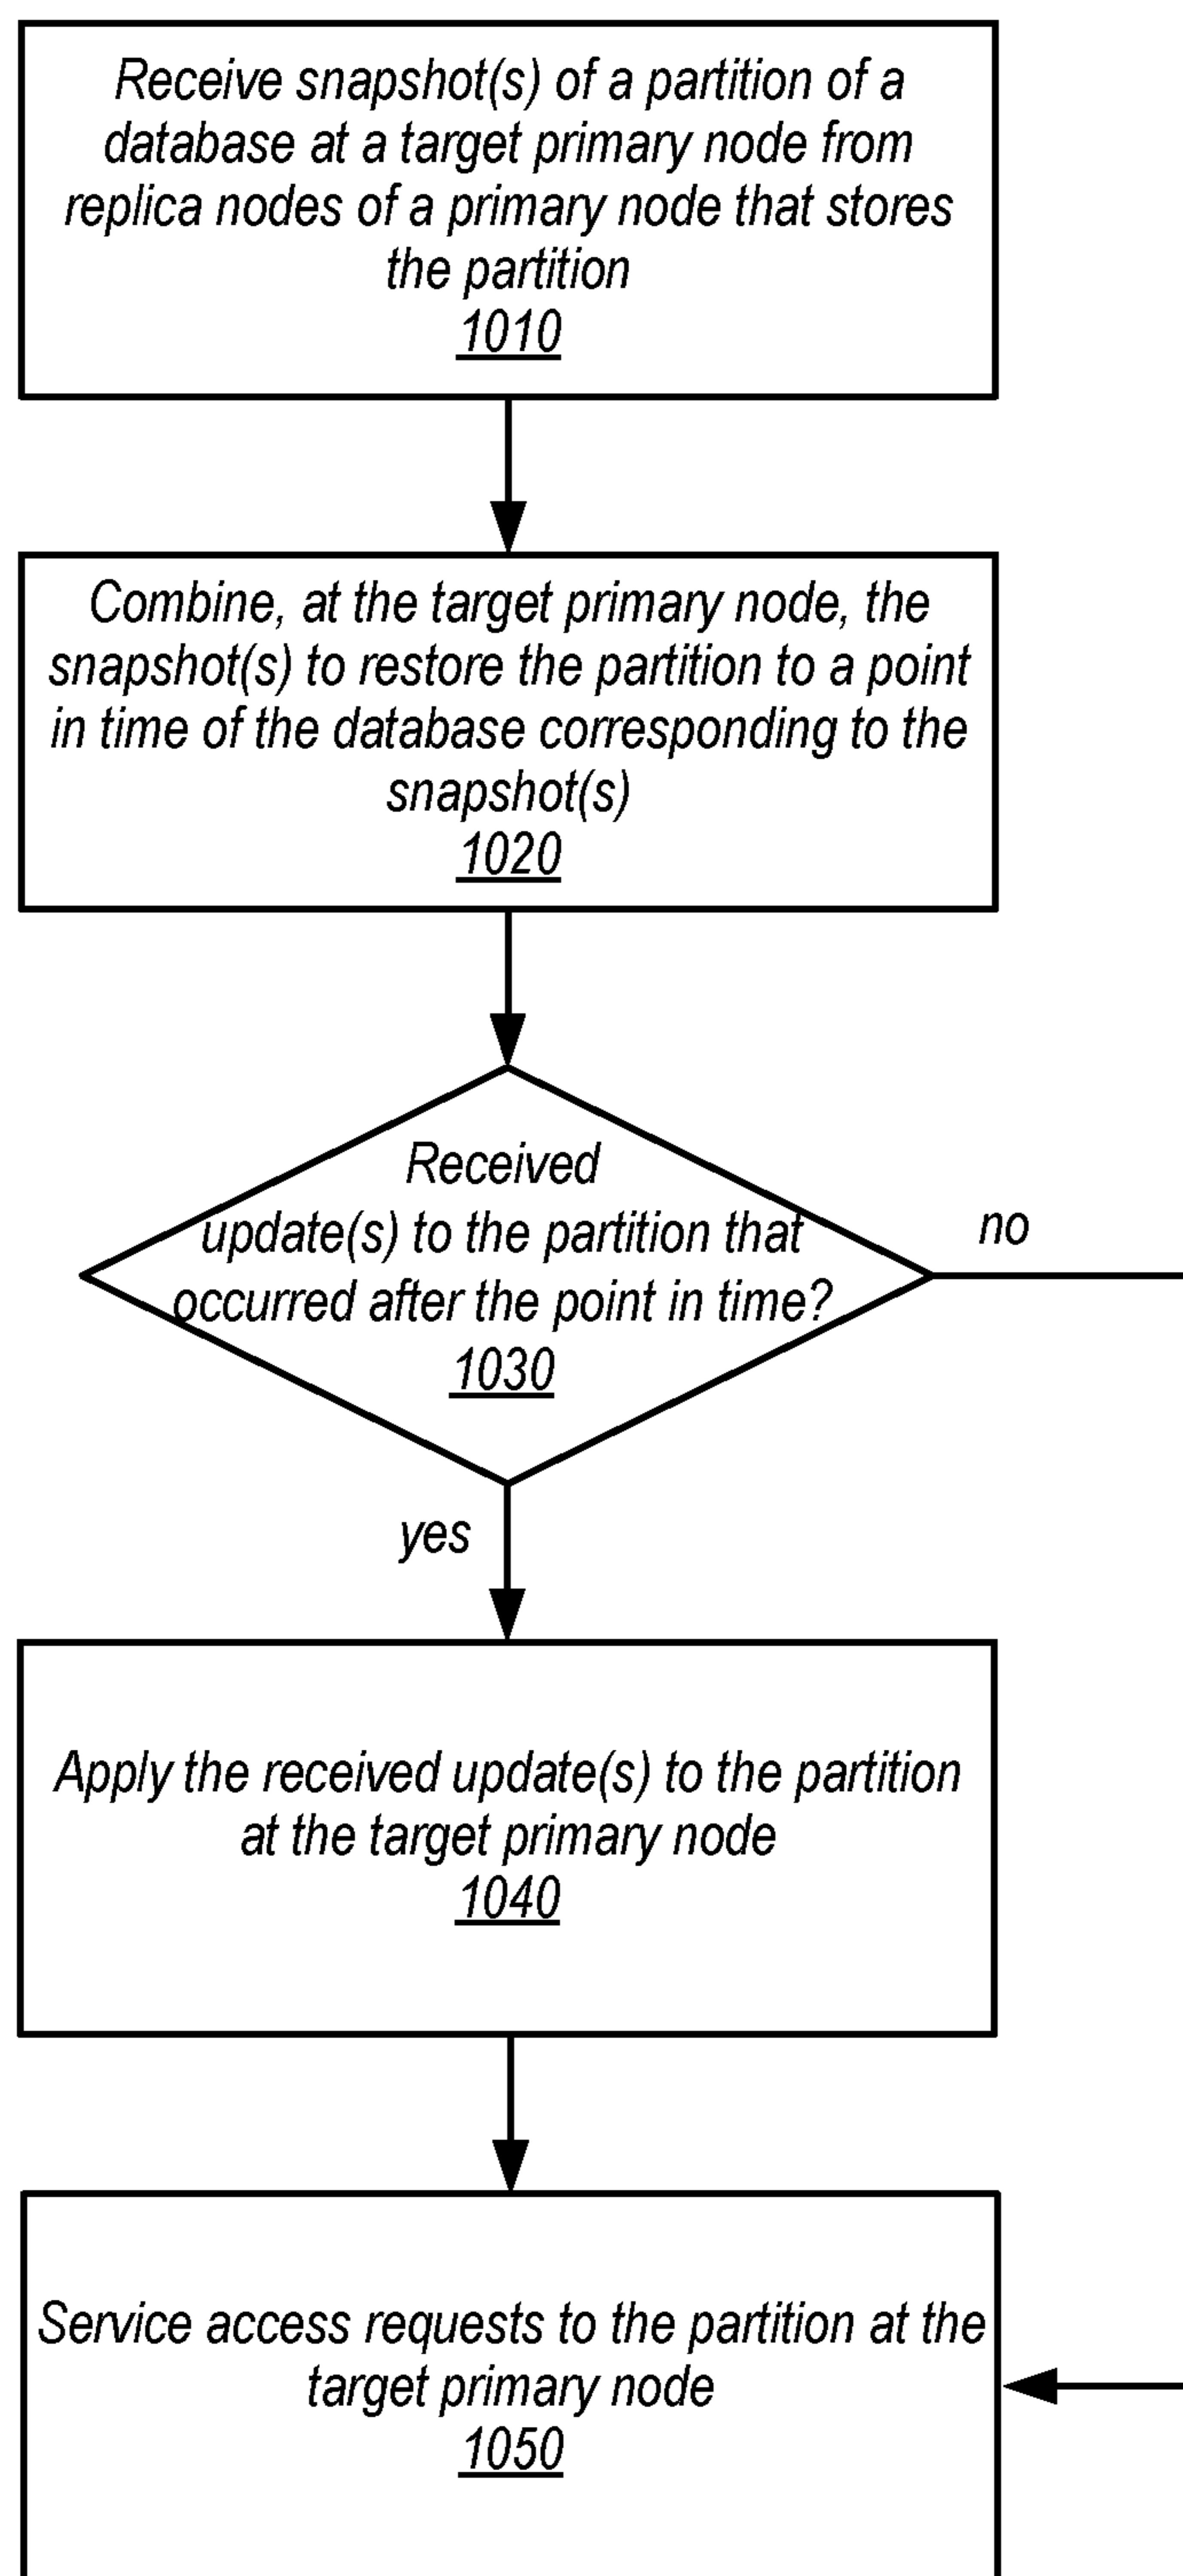 Receive snapshot(s) of a partition of a
database at a target primary node from
replica nodes of a primary node that stores
the partition
1010
Combine, at the target primary node, the
snapshot(s) to restore the partition to a point
in time of the database corresponding to the
snapshot(s)
1020
Received
update(s) to the partition that
occurred after the point in time?
1030
no
yes
Apply the received update(s) to the partition
at the target primary node
1040
Service access requests to the partition at the
target primary node
1050